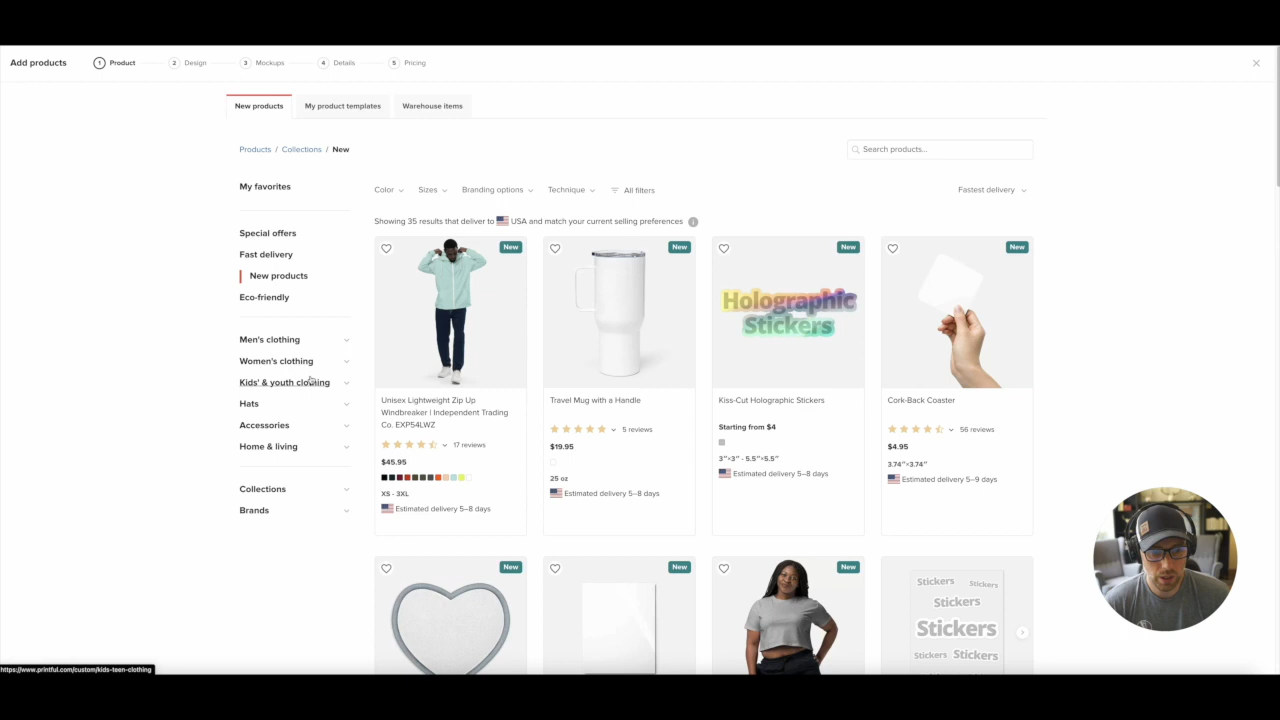 Add products
1 Product
2 Design
3 Mockups
4 Details
5 Pricing
New products
My product templates
Warehouse items
Products / Collections / New
Search products...
My favorites
Special offers
Fast delivery
New products
Eco-friendly
Men's clothing
Women's clothing
Kids' & youth clothing
Hats
Accessories
Home & living
Collections
Brands
Color
Sizes
Branding options
Technique
All filters
Fastest delivery
Showing 35 results that deliver to USA and match your current selling preferences
New
Unisex Lightweight Zip Up
Windbreaker | Independent Trading
Co. EXP54LWZ
17 reviews
$45.95
XS - 3XL
Estimated delivery 5–8 days
New
Travel Mug with a Handle
5 reviews
$19.95
25 oz
Estimated delivery 5–8 days
New
Holographic
Stickers
Kiss-Cut Holographic Stickers
Starting from $4
3″×3″ - 5.5″×5.5″
Estimated delivery 5–8 days
New
Cork-Back Coaster
56 reviews
$4.95
3.74″×3.74″
Estimated delivery 5–9 days
New
New
New
Stickers Stickers
Stickers
Stickers
Stickers Stickers
https://www.printful.com/custom/kids-teen-clothing